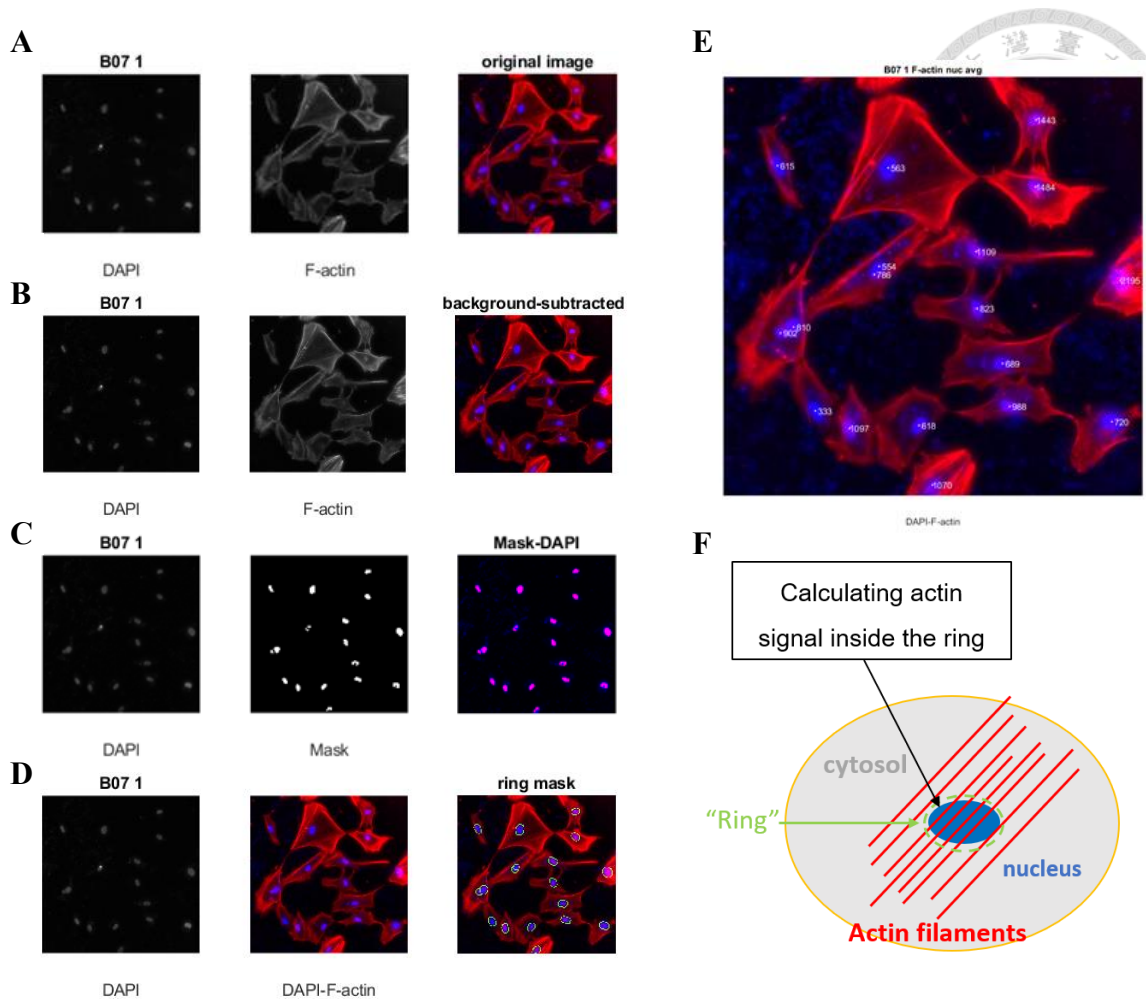 A
B07 1
original image
DAPI
F-actin
B
B07 1
background-subtracted
DAPI
F-actin
C
B07 1
Mask-DAPI
DAPI
Mask
D
B07 1
ring mask
DAPI
DAPI-F-actin
E
灣 臺
B07 1 F-actin nuc avg
1443
615
563
1484
1109
554
786
2195
823
810
902
689
333
988
1097
618
720
1070
DAPI-F-actin
F
Calculating actin
signal inside the ring
cytosol
“Ring”
nucleus
Actin filaments